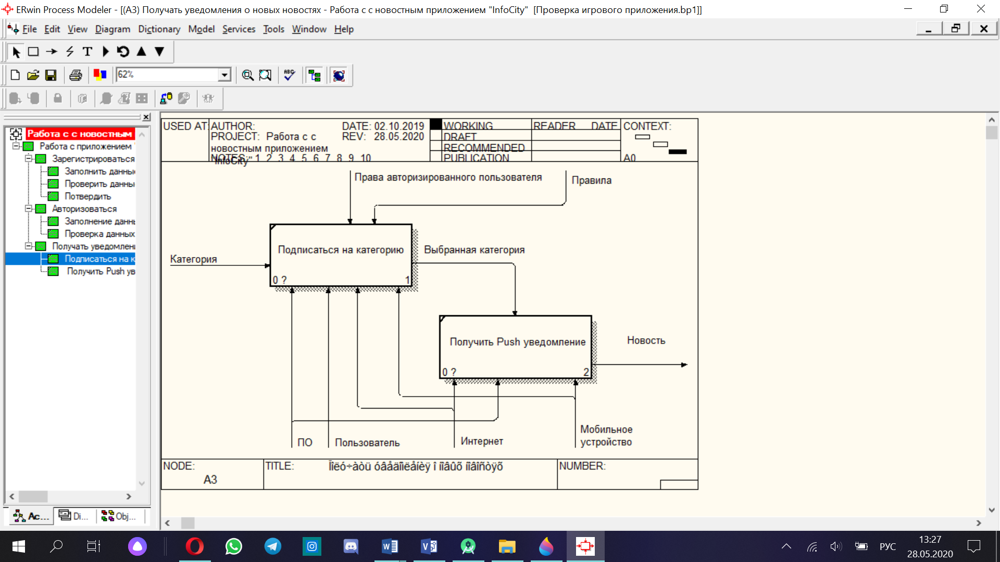 ERwin Process Modeler - [(A3) Получать уведомления о новых новостях - Работа с с новостным приложением "InfoCity" [Проверка игрового приложения.bp1]]
File Edit View Diagram Dictionary Model Services Tools Window Help
T
62%
ABC
Работа с с новостным
Работа с приложением "
Зарегистрироваться
Заполнить данны
Проверить данны
Потвердить
Авторизоваться
Заполнение данн
Проверка данных
Получать уведомлен
Подписаться на к
Получить Push ув
Ac... Di... Obj...
USED AT:
AUTHOR:
DATE: 02.10.2019
PROJECT: Работа с с
REV: 28.05.2020
новостным приложением
"InfoCity"
NOTES: 1 2 3 4 5 6 7 8 9 10
WORKING
DRAFT
RECOMMENDED
PUBLICATION
READER DATE
CONTEXT:
A0
Права авторизированного пользователя
Правила
Подписаться на категорию
0 ? 1
Выбранная категория
Категория
Получить Push уведомление
0 ? 2
Новость
ПО
Пользователь
Интернет
Мобильное
устройство
NODE:
A3
TITLE:
Ïîëó÷àòü óâåäîìëåíèÿ î íîâûõ íîâîñòÿõ
NUMBER:
РУС
13:27
28.05.2020